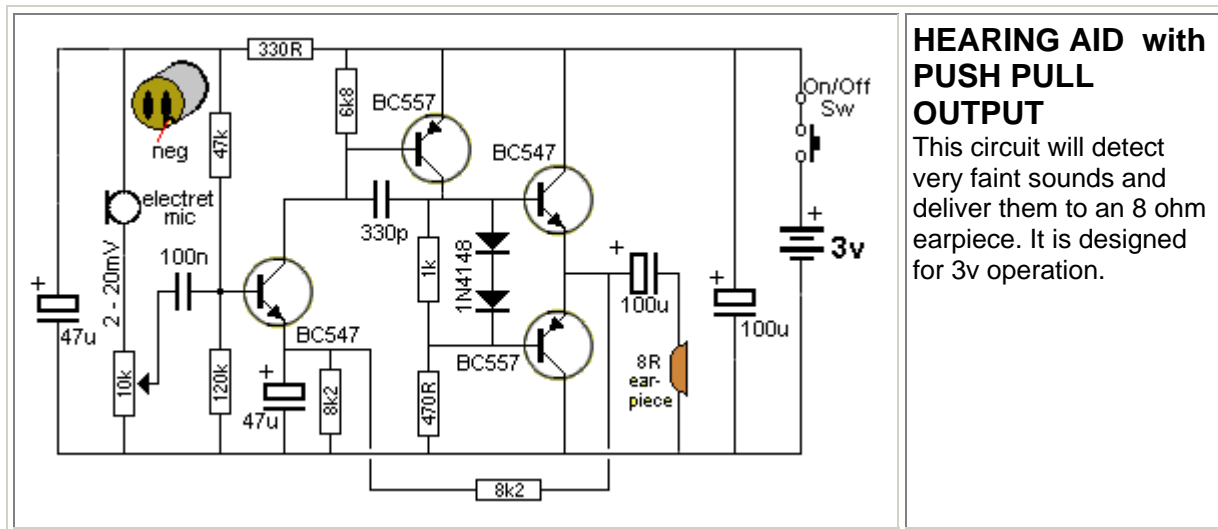 330R
6k8
BC557
On/Off
Sw
neg
47k
BC547
electret
mic
+
3v
330p
1k
1N4148
100n
2 - 20mV
+
47u
+
100u
+
100u
BC547
BC557
8R
ear-
piece
10k
120k
+
47u
8k2
470R
8k2
HEARING AID with
PUSH PULL
OUTPUT
This circuit will detect
very faint sounds and
deliver them to an 8 ohm
earpiece. It is designed
for 3v operation.